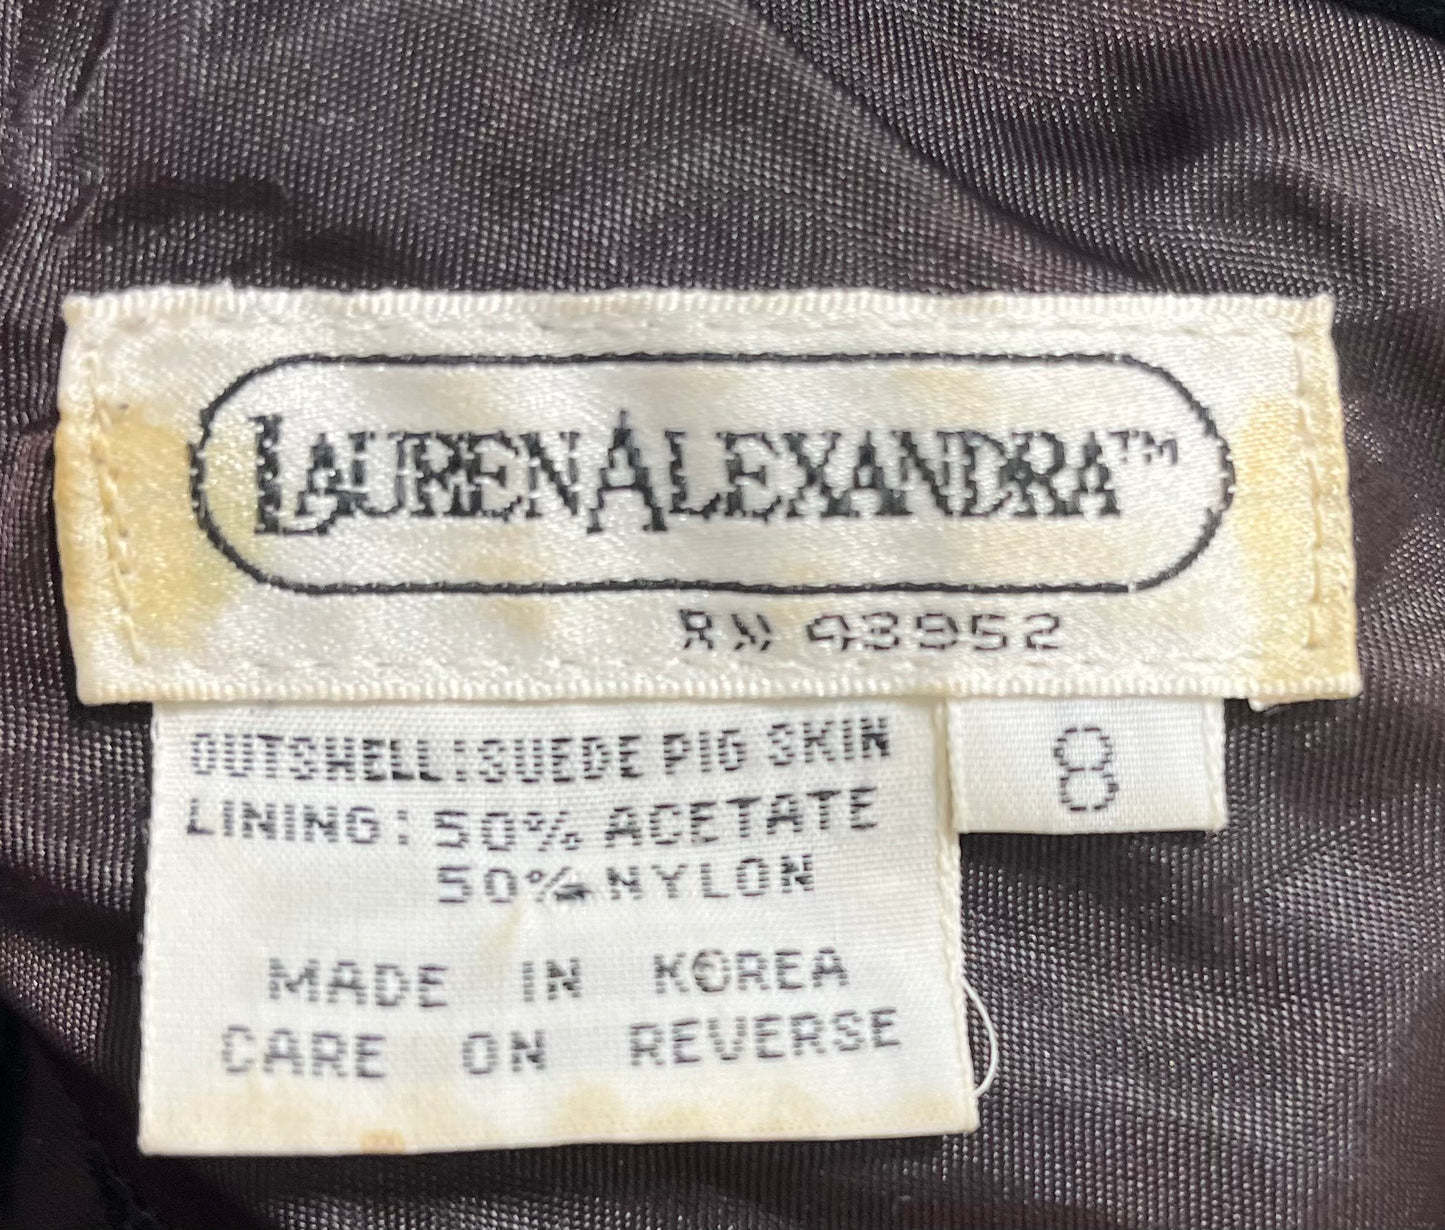 LAURENALEXANDRA™
RN 43952
8
OUTSHELL:SUEDE PIG SKIN
LINING: 50% ACETATE
50% NYLON
MADE IN KOREA
CARE ON REVERSE